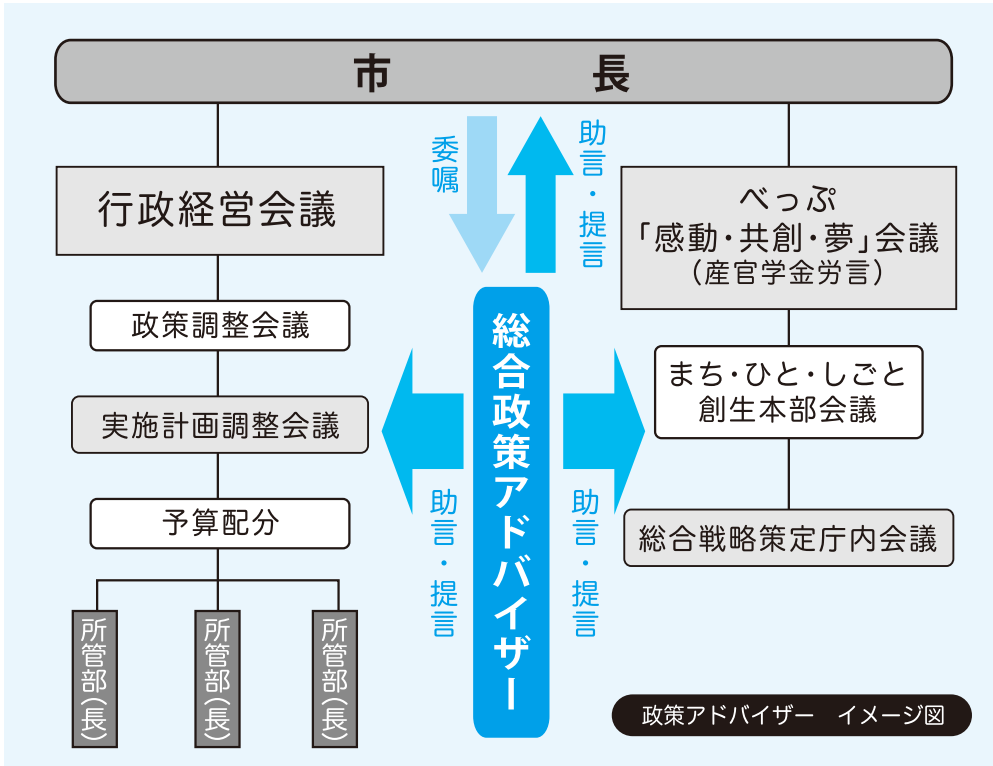 市　長
委嘱
助言・提言
行政経営会議
政策調整会議
実施計画調整会議
予算配分
所管部(長)
所管部(長)
所管部(長)
助言・提言
総合政策アドバイザー
助言・提言
べっぷ
「感動・共創・夢」会議
(産官学金労言)
まち・ひと・しごと
創生本部会議
総合戦略策定庁内会議
政策アドバイザー　イメージ図